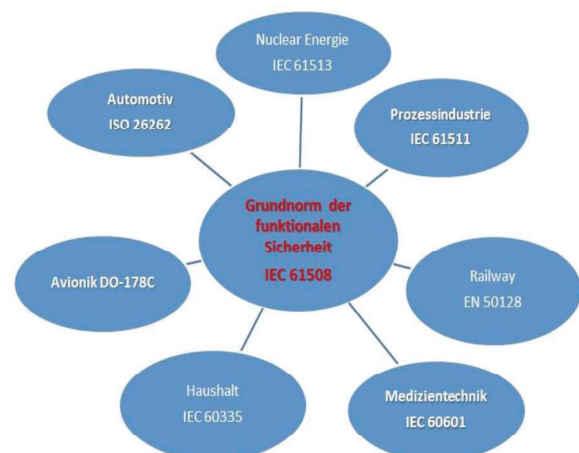 Nuclear Energie
IEC 61513
Automotiv
ISO 26262
Prozessindustrie
IEC 61511
Grundnorm der
funktionalen
Sicherheit
IEC 61508
Avionik DO-178C
Railway
EN 50128
Haushalt
IEC 60335
Medizientechnik
IEC 60601